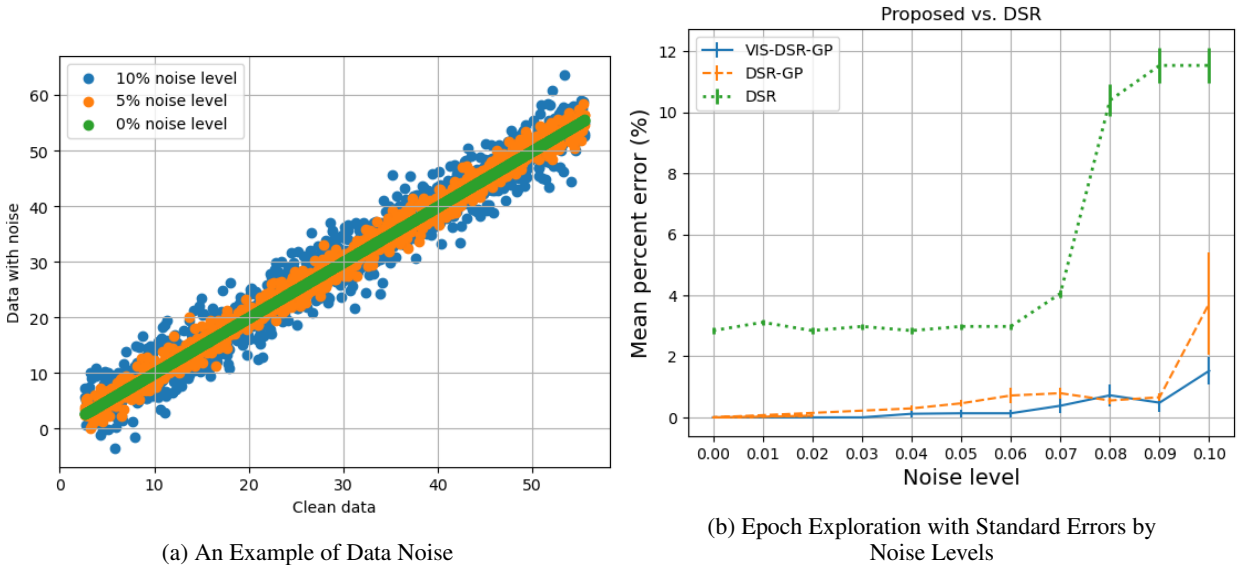 10% noise level
5% noise level
0% noise level
60
50
40
30
20
10
0
Data with noise
0 10 20 30 40 50
Clean data
(a) An Example of Data Noise
Proposed vs. DSR
VIS-DSR-GP
DSR-GP
DSR
12
10
8
6
4
2
0
Mean percent error (%)
0.00 0.01 0.02 0.03 0.04 0.05 0.06 0.07 0.08 0.09 0.10
Noise level
(b) Epoch Exploration with Standard Errors by
Noise Levels